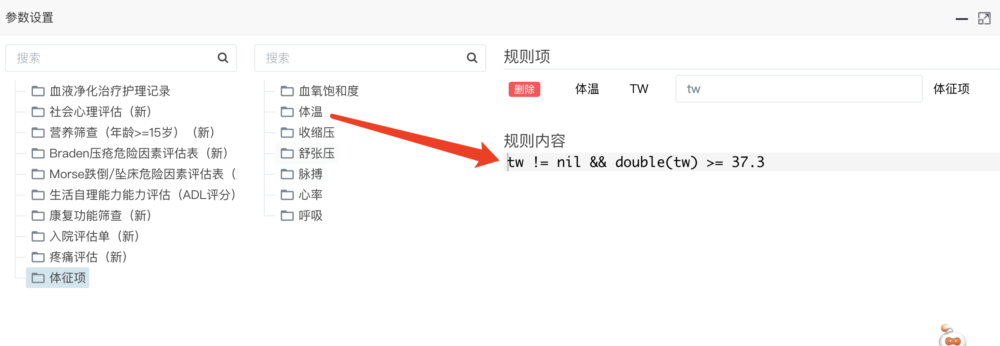 参数设置
搜索
血液净化治疗护理记录
社会心理评估（新）
营养筛查（年龄>=15岁）（新）
Braden压疮危险因素评估表（新）
Morse跌倒/坠床危险因素评估表（
生活自理能力能力评估（ADL评分）
康复功能筛查（新）
入院评估单（新）
疼痛评估（新）
体征项
搜索
血氧饱和度
体温
收缩压
舒张压
脉搏
心率
呼吸
规则项
删除 体温 TW tw 体征项
规则内容
tw != nil && double(tw) >= 37.3